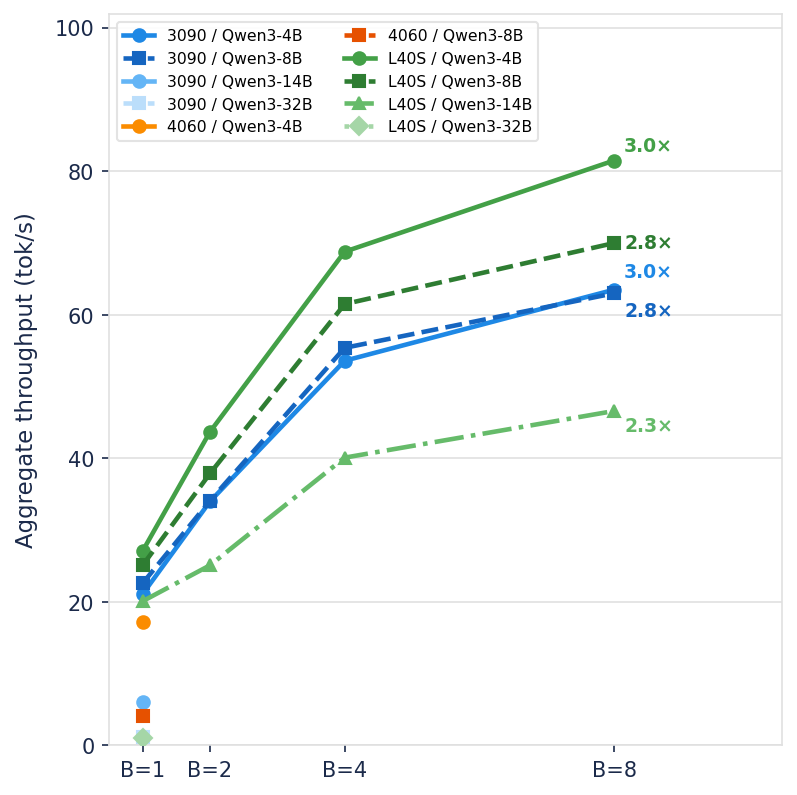 100
80
60
40
20
0
Aggregate throughput (tok/s)
3090 / Qwen3-4B
3090 / Qwen3-8B
3090 / Qwen3-14B
3090 / Qwen3-32B
4060 / Qwen3-4B
4060 / Qwen3-8B
L40S / Qwen3-4B
L40S / Qwen3-8B
L40S / Qwen3-14B
L40S / Qwen3-32B
3.0×
2.8×
3.0×
2.8×
2.3×
B=1
B=2
B=4
B=8